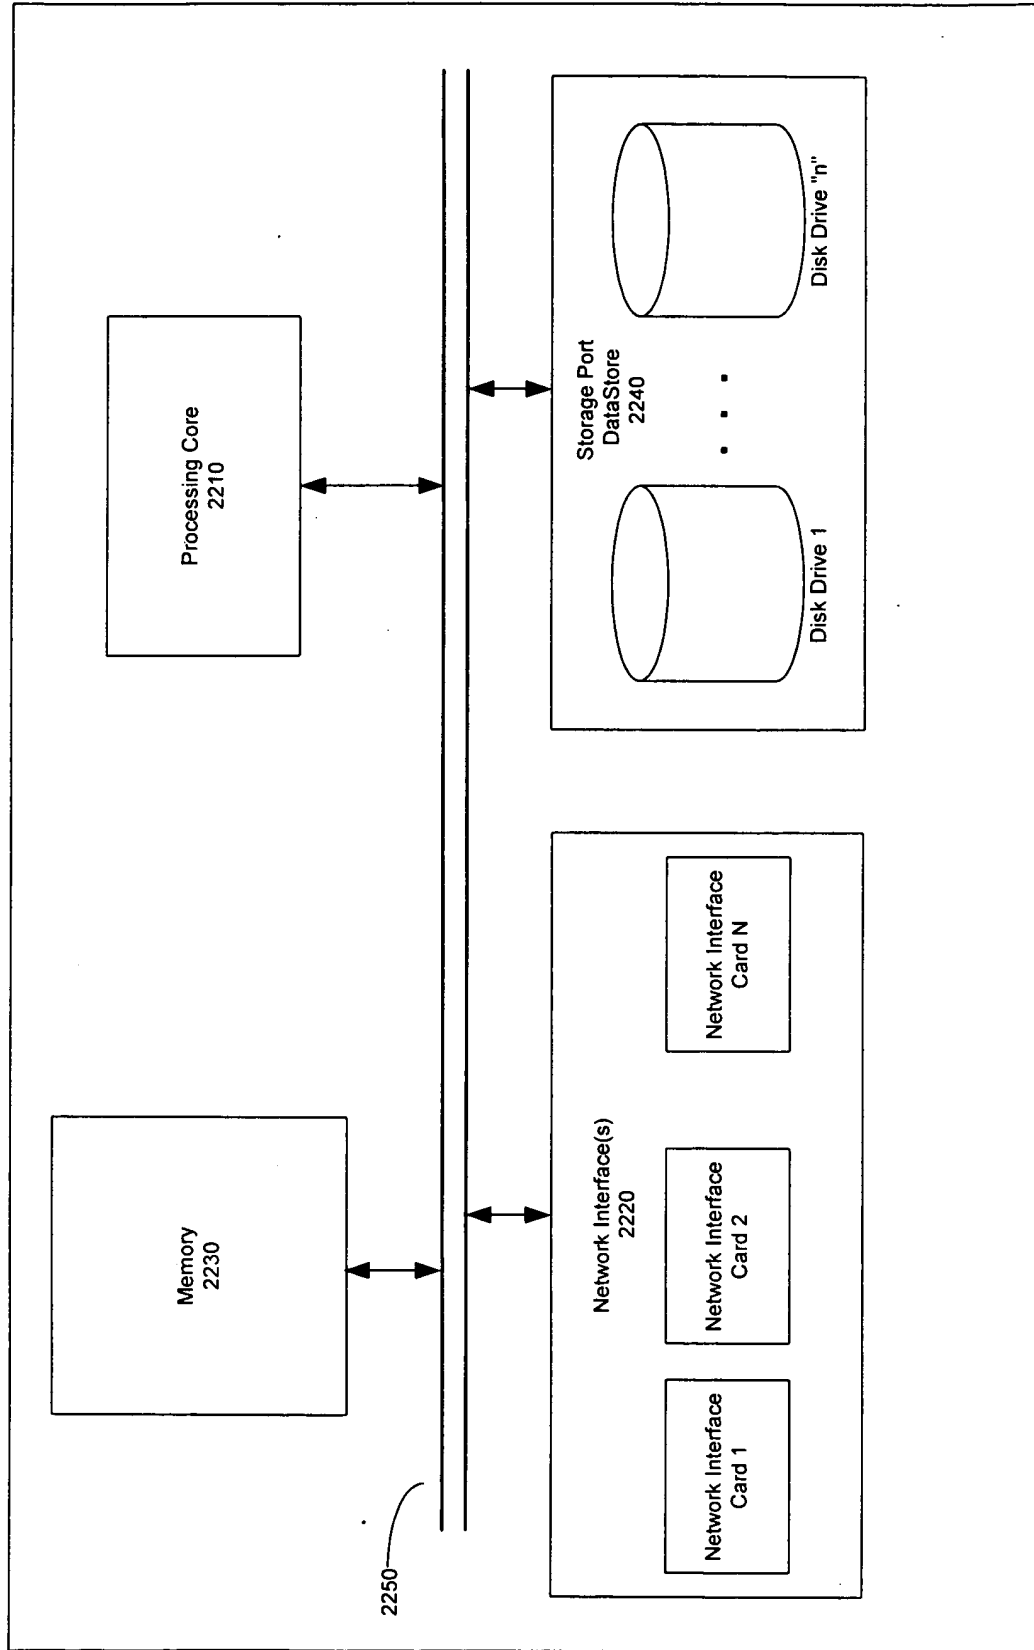 Memory
2230
Processing Core
2210
2250
Network Interface(s)
2220
Network Interface
Card 1
Network Interface
Card 2
Network Interface
Card N
Storage Port
DataStore
2240
Disk Drive 1
Disk Drive "n"